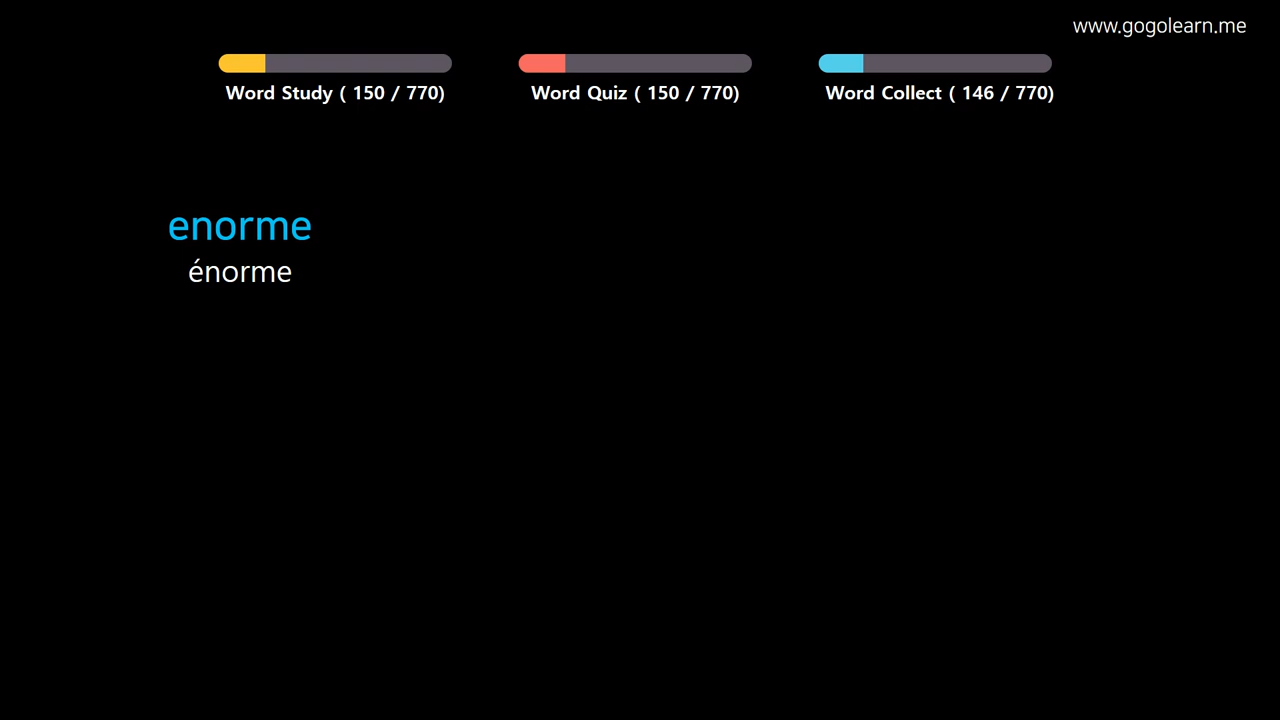 www.gogolearn.me
Word Study ( 150 / 770)
Word Quiz ( 150 / 770)
Word Collect ( 146 / 770)
enorme
énorme